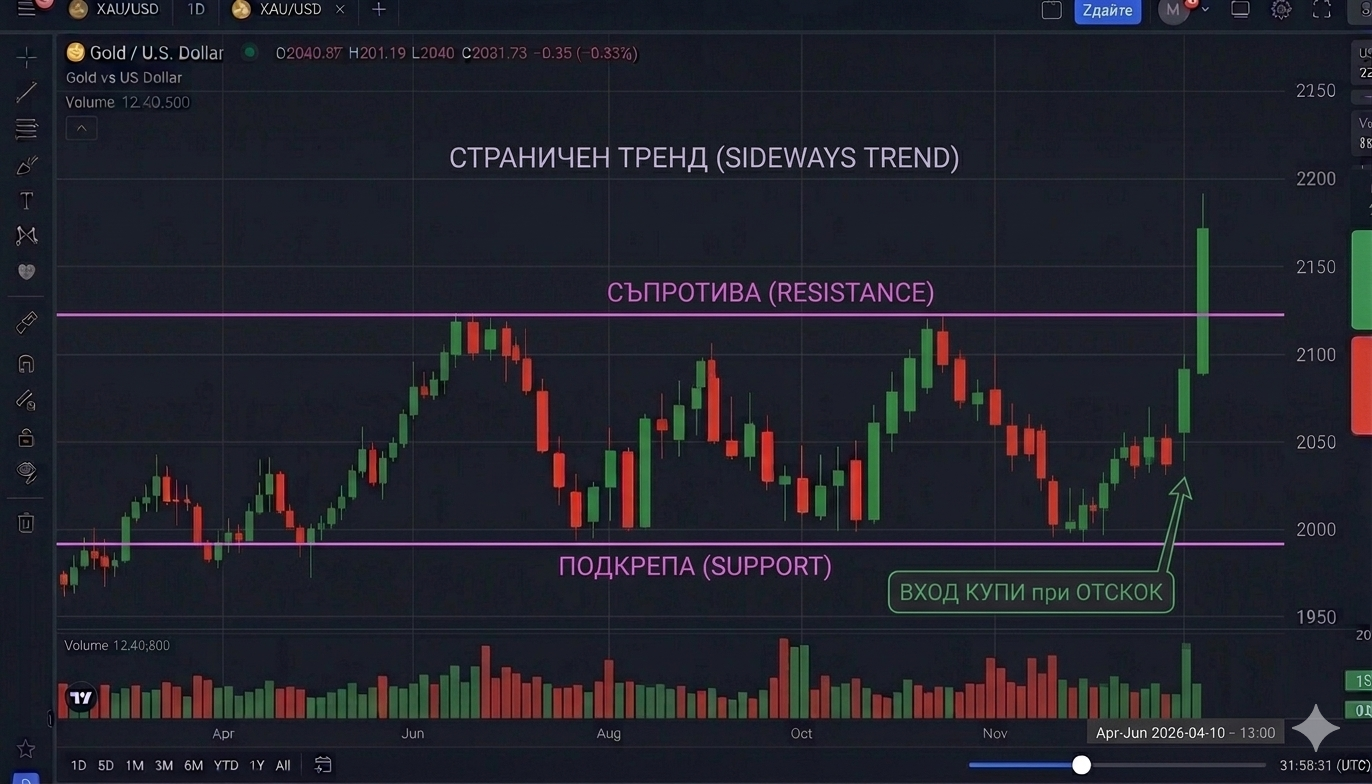 XAU/USD 1D XAU/USD
Zдайте M
Gold / U.S. Dollar O2040.87 H201.19 L2040 C2031.73 −0.35 (−0.33%)
Gold vs US Dollar
Volume 12.40.500
СТРАНИЧЕН ТРЕНД (SIDEWAYS TREND)
СЪПРОТИВА (RESISTANCE)
ПОДКРЕПА (SUPPORT)
ВХОД КУПИ при ОТСКОК
2150
2200
2150
2100
2050
2000
1950
Volume 12.40;800
Apr Jun Aug Oct Nov Apr-Jun 2026-04-10 - 13:00
1D 5D 1M 3M 6M YTD 1Y All 31:58:31 (UTC)